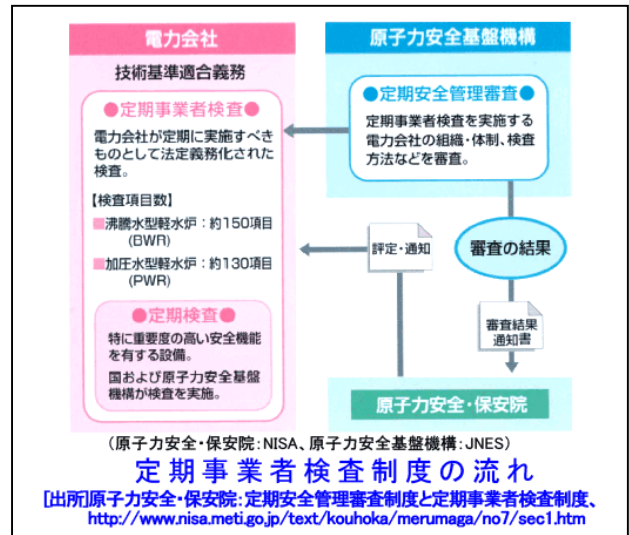 電力会社
技術基準適合義務
●定期事業者検査●
電力会社が定期に実施すべき
ものとして法定義務化された
検査。
【検査項目数】
■沸騰水型軽水炉：約150項目
(BWR)
■加圧水型軽水炉：約130項目
(PWR)
●定期検査●
特に重要度の高い安全機能
を有する設備。
国および原子力安全基盤
機構が検査を実施。
原子力安全基盤機構
●定期安全管理審査●
定期事業者検査を実施する
電力会社の組織・体制、検査
方法などを審査。
評定・通知
審査の結果
審査結果
通知書
原子力安全・保安院
（原子力安全・保安院：NISA、原子力安全基盤機構：JNES）
定期事業者検査制度の流れ
[出所]原子力安全・保安院：定期安全管理審査制度と定期事業者検査制度、
http://www.nisa.meti.go.jp/text/kouhoka/merumaga/no7/sec1.htm